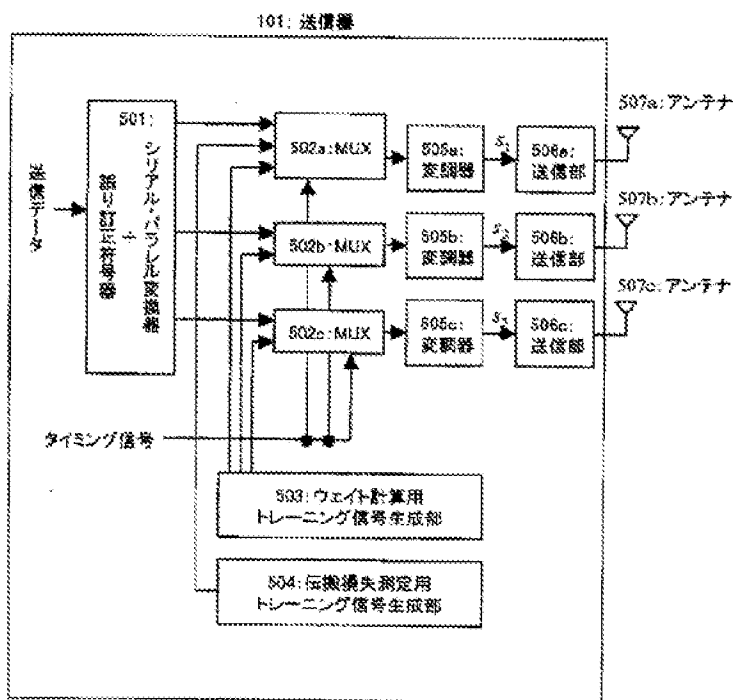 101: 送信器
507a:アンテナ
501:
シリアル・パラレル変換器
+
誤り訂正符号器
送信データ
502a:MUX
505a:
変調器
S1
506a:
送信部
507b:アンテナ
502b:MUX
505b:
変調器
S2
506b:
送信部
507c:アンテナ
502c:MUX
505c:
変調器
S3
506c:
送信部
タイミング信号
503:ウェイト計算用
トレーニング信号生成部
504:伝搬損失測定用
トレーニング信号生成部